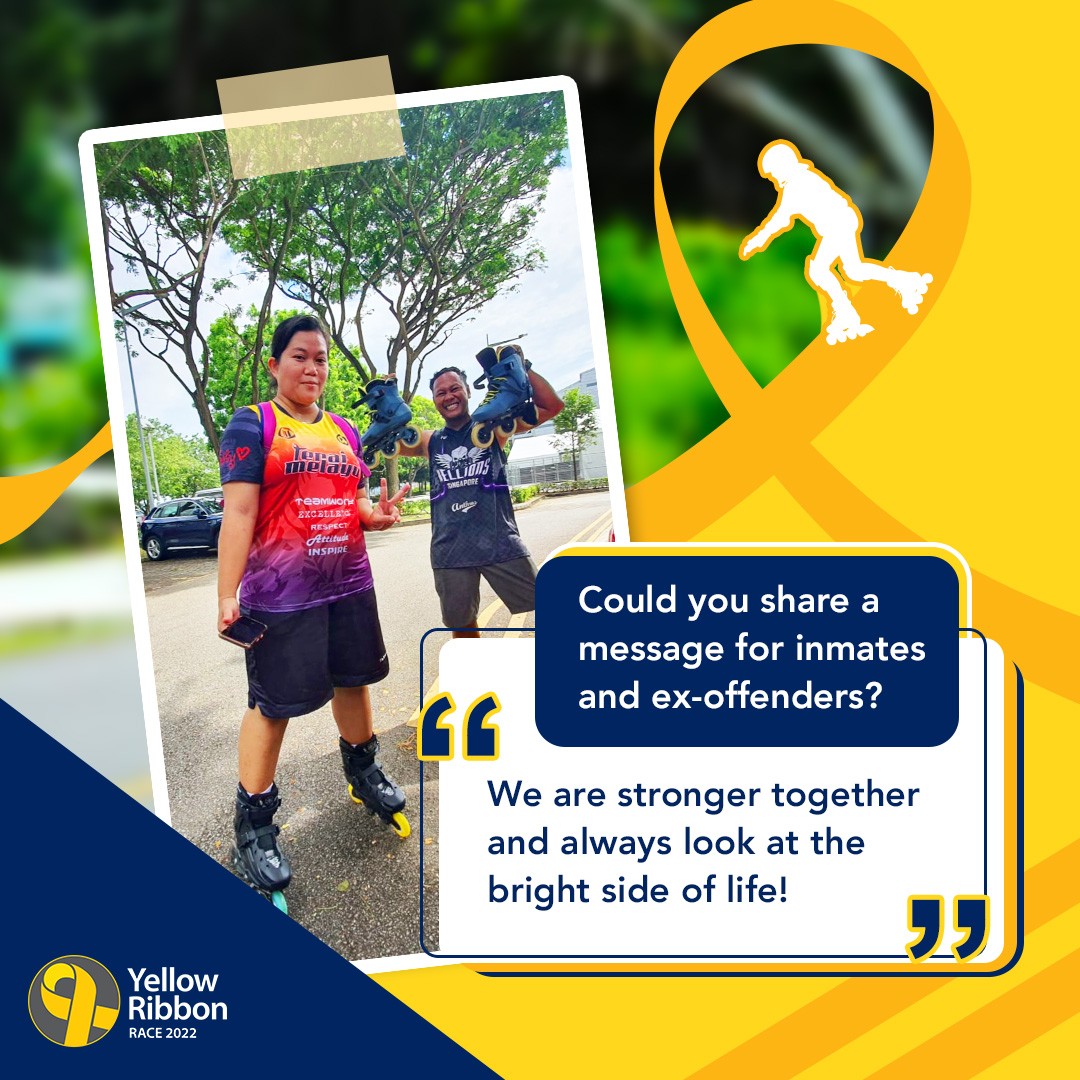 Terai
melayu
TEAMWORK
EXCELLENCE
RESPECT
Attitude
INSPIRE
HELLIONS
SINGAPORE
Could you share a
message for inmates
and ex-offenders?
“
We are stronger together
and always look at the
bright side of life!
”
Yellow
Ribbon
RACE 2022